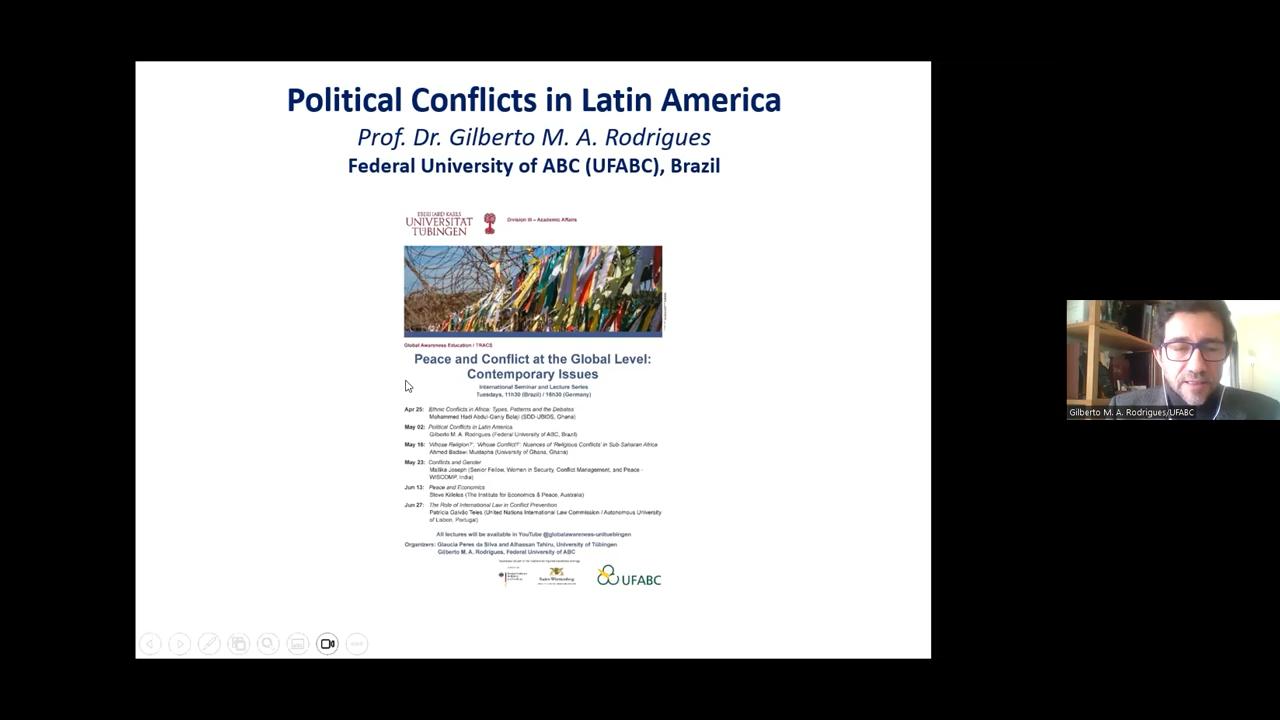 Political Conflicts in Latin America
Prof. Dr. Gilberto M. A. Rodrigues
Federal University of ABC (UFABC), Brazil
EBERHARD KARLS
UNIVERSITÄT
TÜBINGEN
Division III – Academic Affairs
Global Awareness Education / TRACS
Peace and Conflict at the Global Level:
Contemporary Issues
International Seminar and Lecture Series
Tuesdays, 11h30 (Brazil) / 16h30 (Germany)
Apr 25: Ethnic Conflicts in Africa: Types, Patterns and the Debates
Mohammed Hadi Abdul-Ganiy Bolaji (SDD-UBIDS, Ghana)
May 02: Political Conflicts in Latin America
Gilberto M. A. Rodrigues (Federal University of ABC, Brazil)
May 16: 'Whose Religion?', 'Whose Conflict?': Nuances of 'Religious Conflicts' in Sub-Saharan Africa
Ahmed Badawi Mustapha (University of Ghana, Ghana)
May 23: Conflicts and Gender
Mallika Joseph (Senior Fellow, Women in Security, Conflict Management, and Peace -
WISCOMP, India)
Jun 13: Peace and Economics
Steve Killelea (The Institute for Economics & Peace, Australia)
Jun 27: The Role of International Law in Conflict Prevention
Patrícia Galvão Teles (United Nations International Law Commission / Autonomous University
of Lisbon, Portugal)
All lectures will be available in YouTube @globalawareness-unituebingen
Organizers: Glaucia Peres da Silva and Alhassan Tahiru, University of Tübingen
Gilberto M. A. Rodrigues, Federal University of ABC
Baden-Württemberg
UFABC
Gilberto M. A. Rodrigues/UFABC